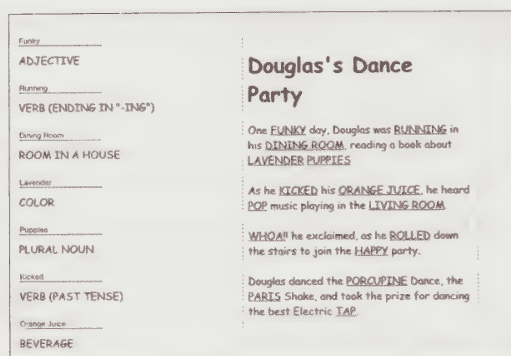 Funky
ADJECTIVE
Running
VERB (ENDING IN "-ING")
Dining Room
ROOM IN A HOUSE
Lavender
COLOR
Puppies
PLURAL NOUN
Kicked
VERB (PAST TENSE)
Orange Juice
BEVERAGE
Douglas's Dance
Party
One FUNKY day, Douglas was RUNNING in
his DINING ROOM, reading a book about
LAVENDER PUPPIES
As he KICKED his ORANGE JUICE, he heard
POP music playing in the LIVING ROOM.
WHOA!! he exclaimed, as he ROLLED down
the stairs to join the HAPPY party.
Douglas danced the PORCUPINE Dance, the
PARIS Shake, and took the prize for dancing
the best Electric TAP.